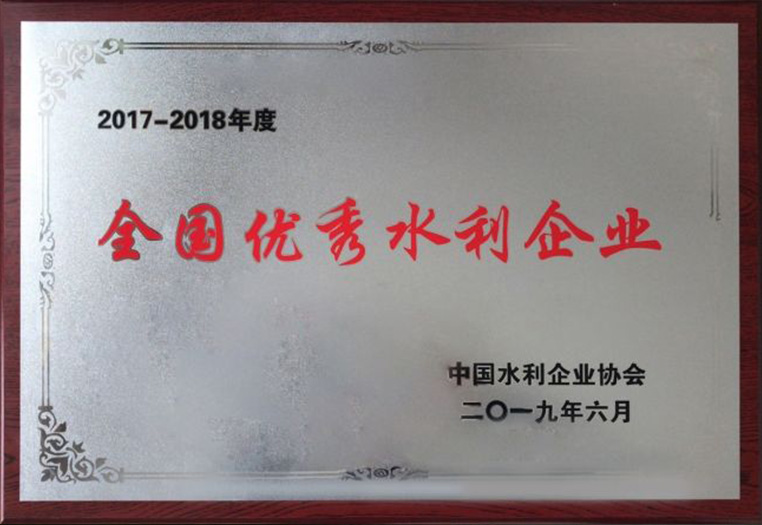 2017-2018年度
全国优秀水利企业
中国水利企业协会
二〇一九年六月